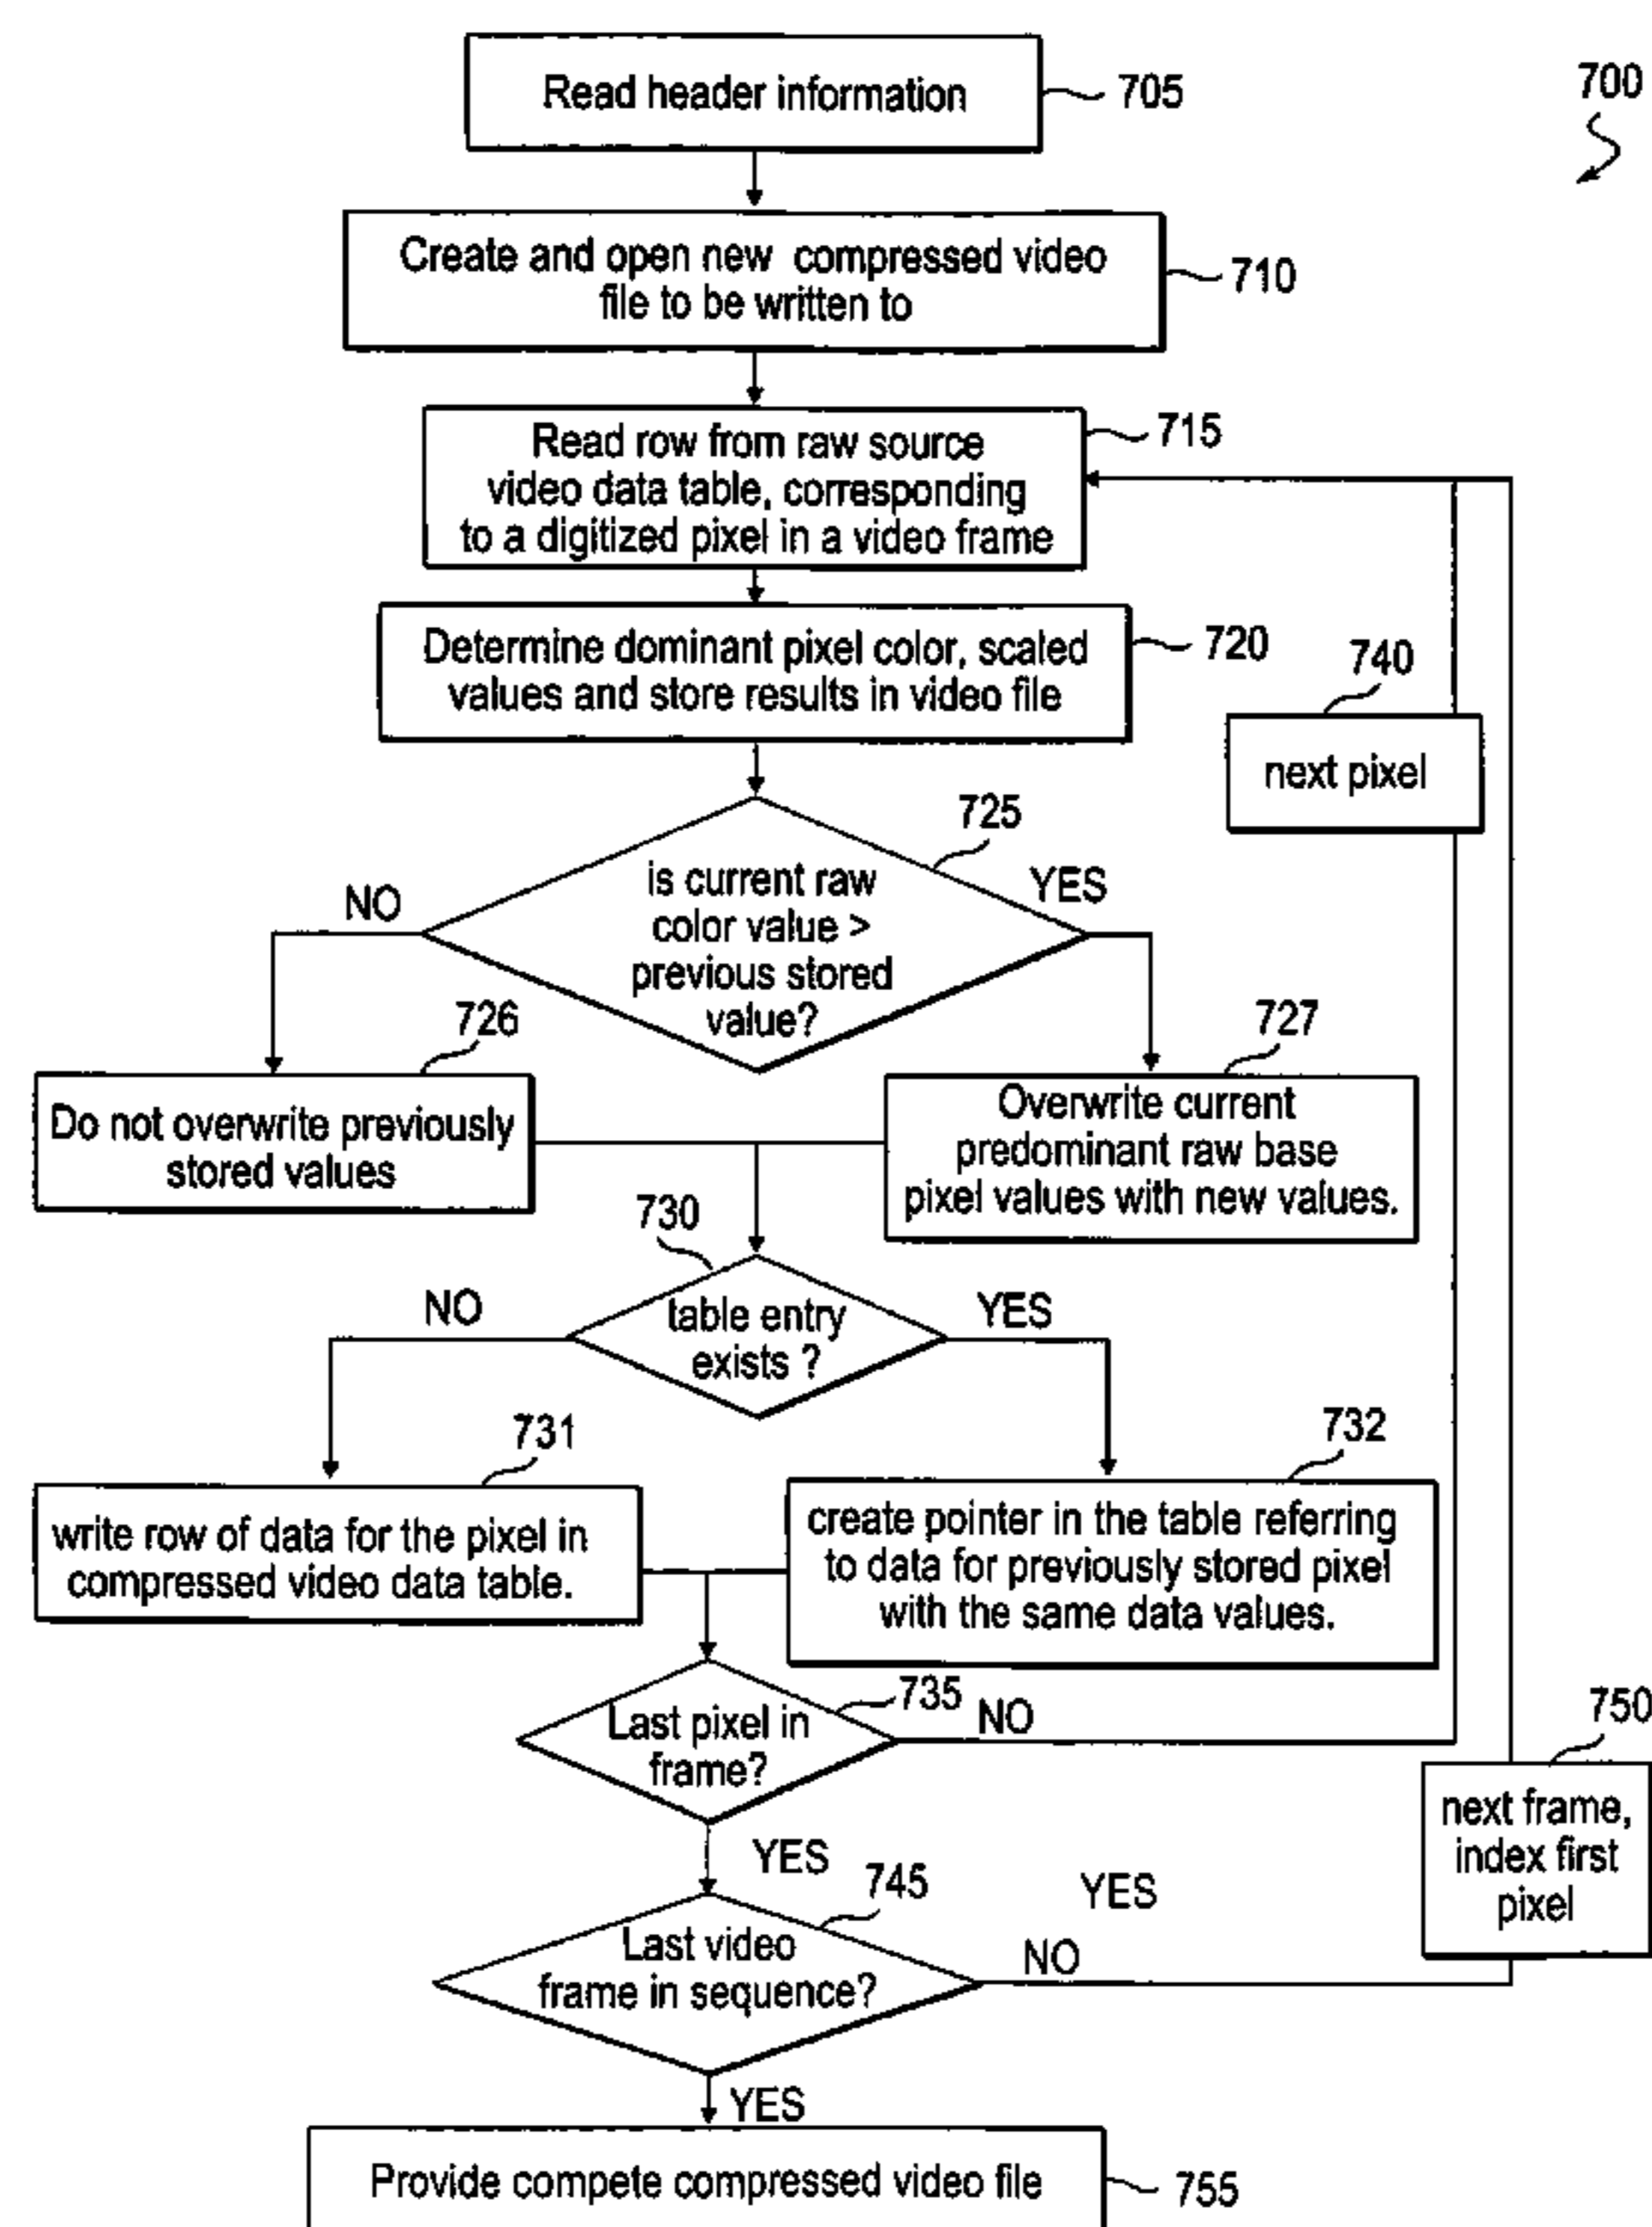 Read header information
705
700
Create and open new compressed video
file to be written to
710
Read row from raw source
video data table, corresponding
to a digitized pixel in a video frame
715
Determine dominant pixel color, scaled
values and store results in video file
720
740
next pixel
725
is current raw
color value >
previous stored
value?
NO
YES
726
727
Do not overwrite previously
stored values
Overwrite current
predominant raw base
pixel values with new values.
730
table entry
exists ?
NO
YES
731
732
write row of data for the pixel in
compressed video data table.
create pointer in the table referring
to data for previously stored pixel
with the same data values.
735
Last pixel in
frame?
NO
750
next frame,
index first
pixel
YES
745
YES
Last video
frame in sequence?
NO
YES
Provide compete compressed video file
755